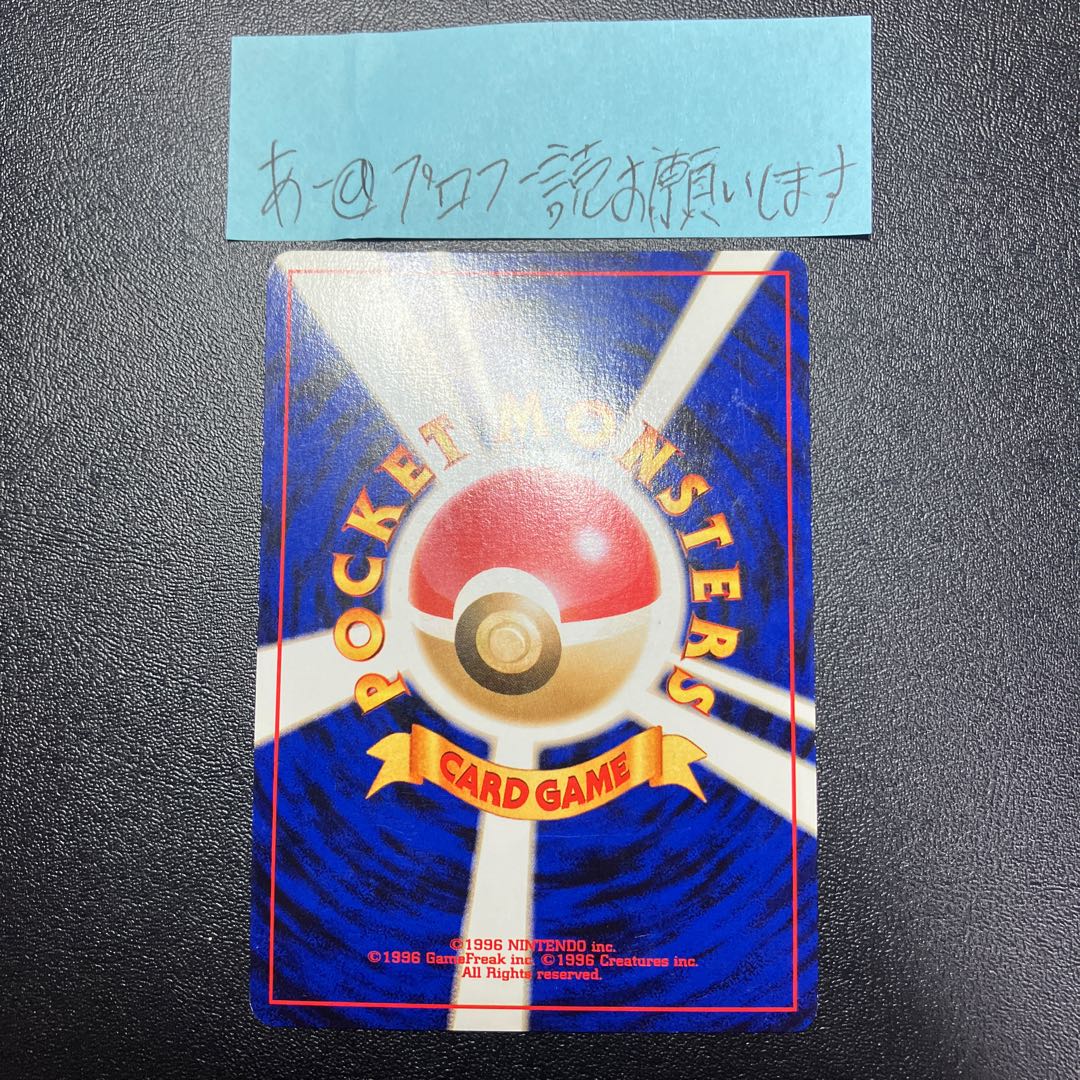 あー@プロフ一読お願いします
POCKET MONSTERS
CARD GAME
©1996 NINTENDO inc.
©1996 GameFreak inc. ©1996 Creatures inc.
All Rights reserved.